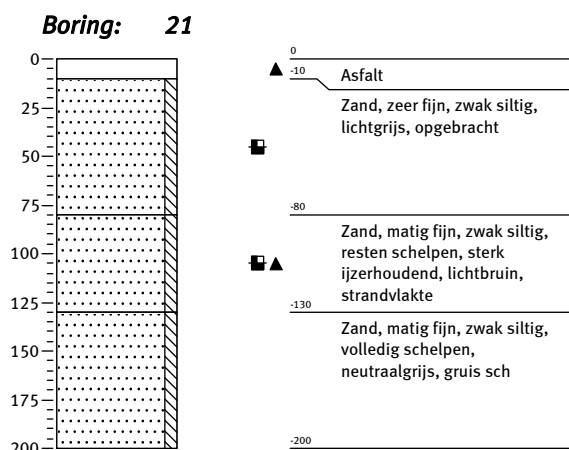 Boring: 21
0
25
50
75
100
125
150
175
200
0
-10
Asfalt
Zand, zeer fijn, zwak siltig,
lichtgrijs, opgebracht
-80
Zand, matig fijn, zwak siltig,
resten schelpen, sterk
ijzerhoudend, lichtbruin,
strandvlakte
-130
Zand, matig fijn, zwak siltig,
volledig schelpen,
neutraalgrijs, gruis sch
-200